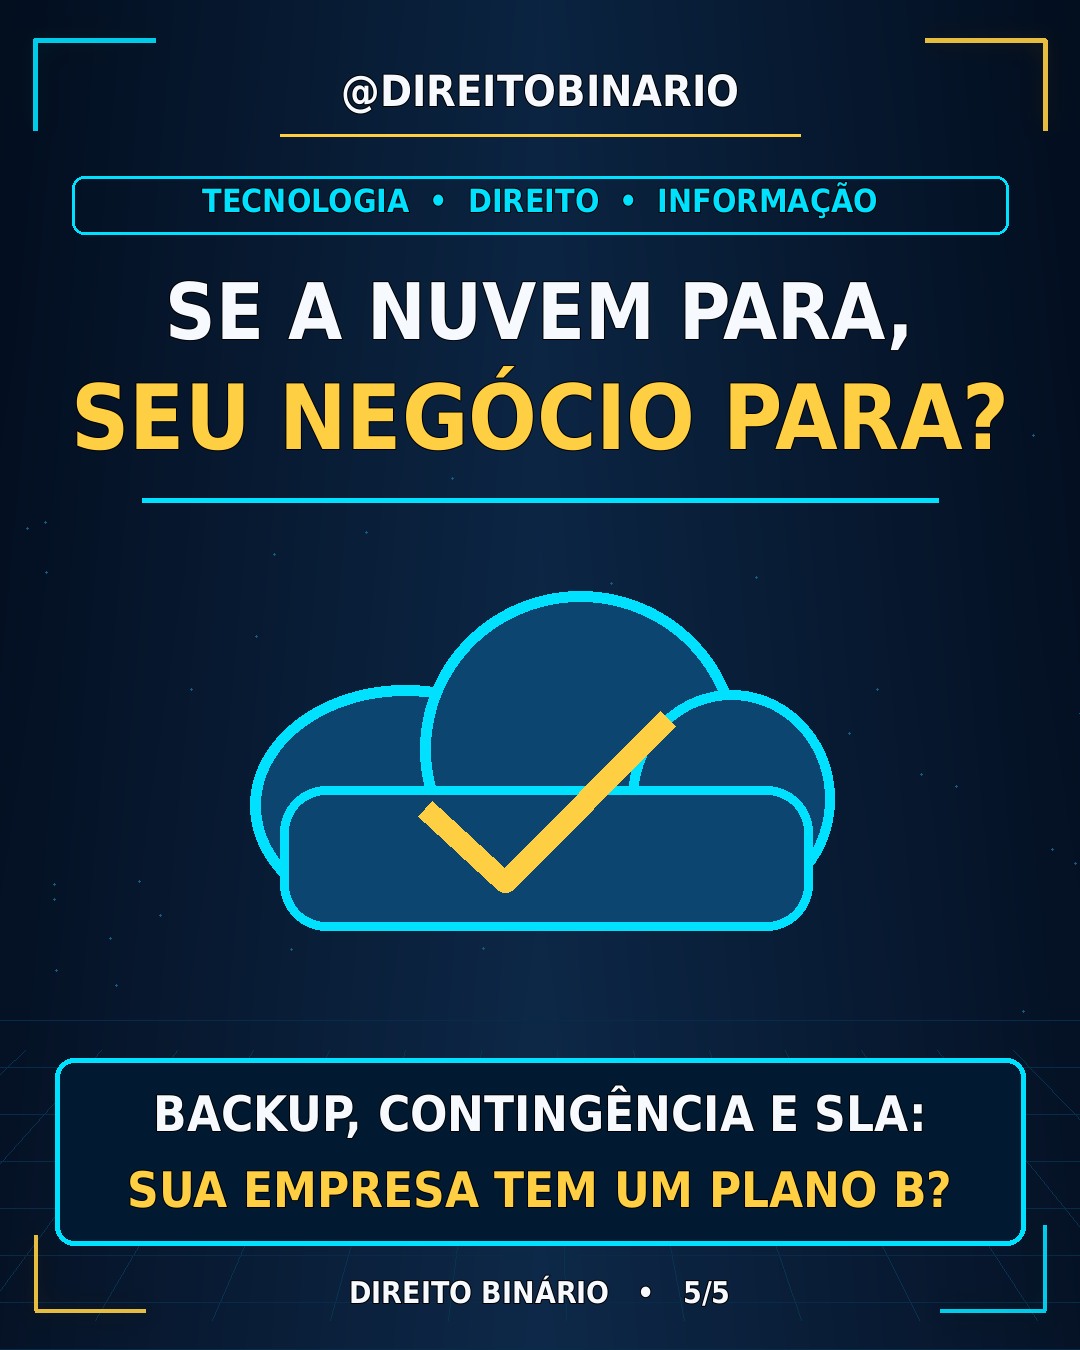 @DIREITOBINARIO
TECNOLOGIA • DIREITO • INFORMAÇÃO
SE A NUVEM PARA,
SEU NEGÓCIO PARA?
BACKUP, CONTINGÊNCIA E SLA:
SUA EMPRESA TEM UM PLANO B?
DIREITO BINÁRIO • 5/5